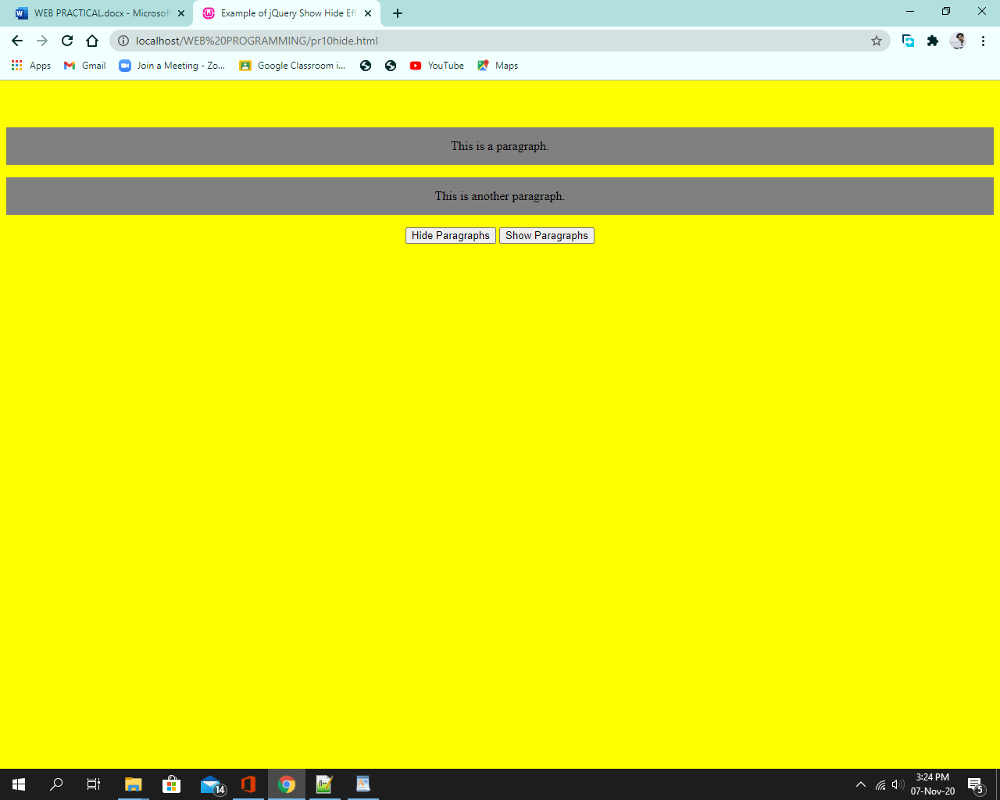 WEB PRACTICAL.docx - Microsof
Example of jQuery Show Hide Eff
localhost/WEB%20PROGRAMMING/pr10hide.html
Apps
Gmail
Join a Meeting - Zo...
Google Classroom i...
YouTube
Maps
This is a paragraph.
This is another paragraph.
Hide Paragraphs
Show Paragraphs
14
3:24 PM
07-Nov-20
5